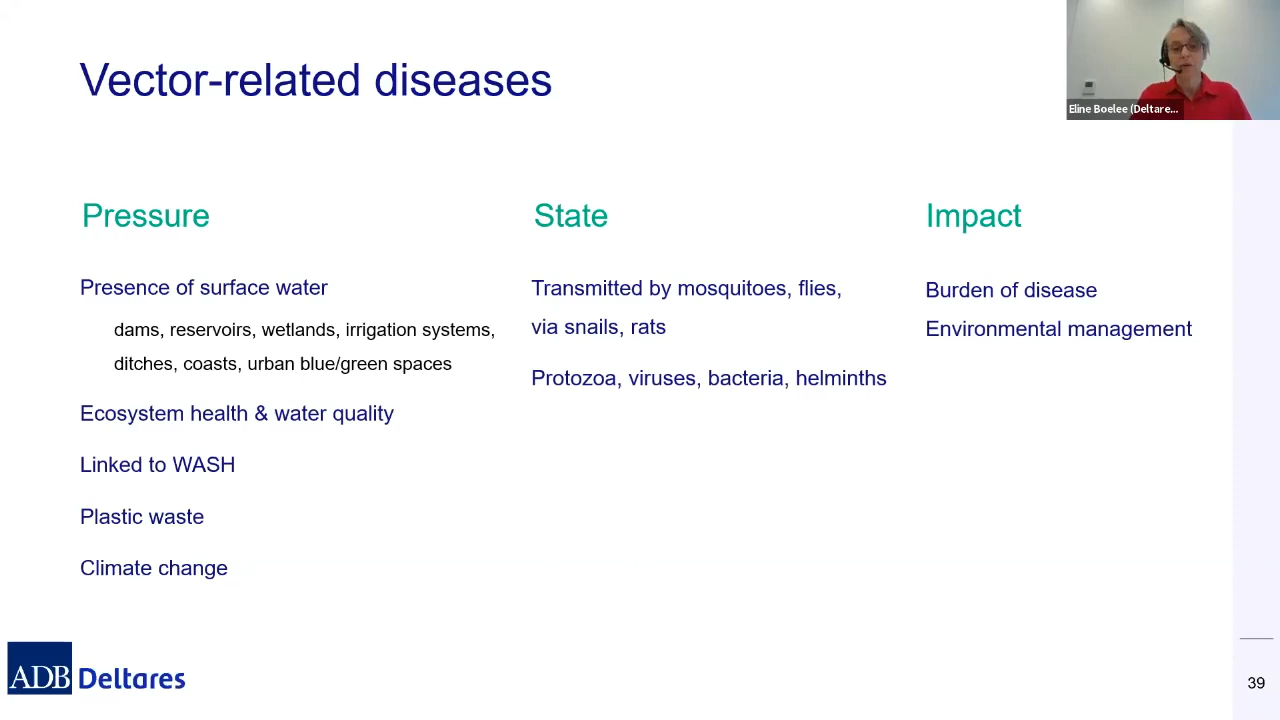 Vector-related diseases
Eline Boelee (Deltare...
Pressure
Presence of surface water
dams, reservoirs, wetlands, irrigation systems,
ditches, coasts, urban blue/green spaces
Ecosystem health & water quality
Linked to WASH
Plastic waste
Climate change
State
Transmitted by mosquitoes, flies,
via snails, rats
Protozoa, viruses, bacteria, helminths
Impact
Burden of disease
Environmental management
ADB Deltares
39